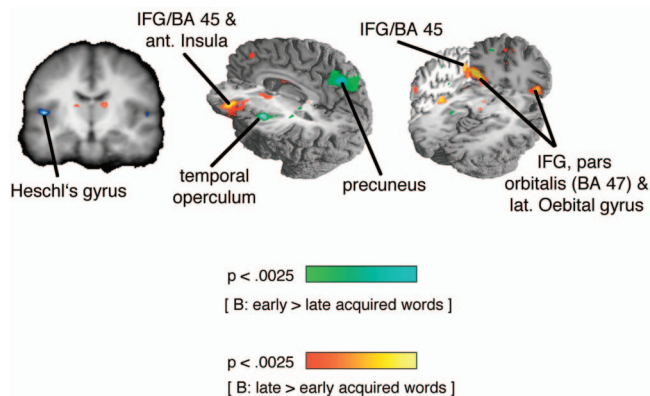 IFG/BA 45 &
ant. Insula
IFG/BA 45
Heschl's gyrus
temporal
operculum
precuneus
IFG, pars
orbitalis (BA 47) &
lat. Oebital gyrus
p < .0025
[ B: early > late acquired words ]
p < .0025
[ B: late > early acquired words ]